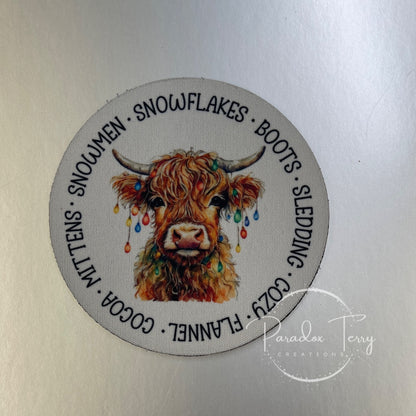 SNOWFLAKES · BOOTS · SLEDDING · COZY · FLANNEL · COCOA · MITTENS · SNOWMEN ·
Paradox Terry
CREATIONS